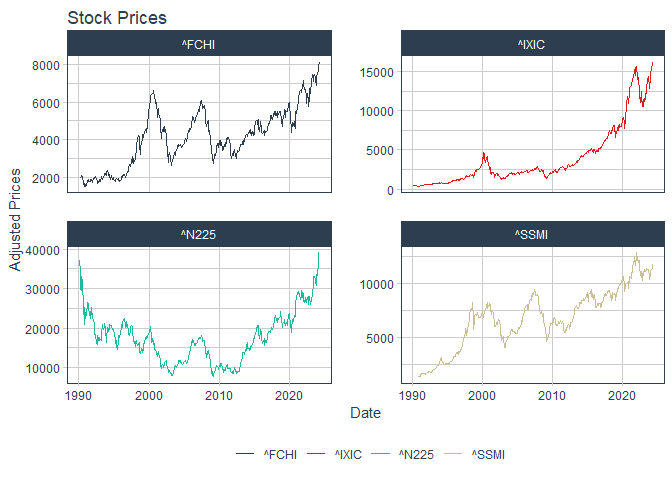 Stock Prices
^FCHI
^IXIC
8000
6000
4000
2000
15000
10000
5000
0
Adjusted Prices
^N225
^SSMI
40000
30000
20000
10000
10000
5000
1990 2000 2010 2020
1990 2000 2010 2020
Date
^FCHI ^IXIC ^N225 ^SSMI